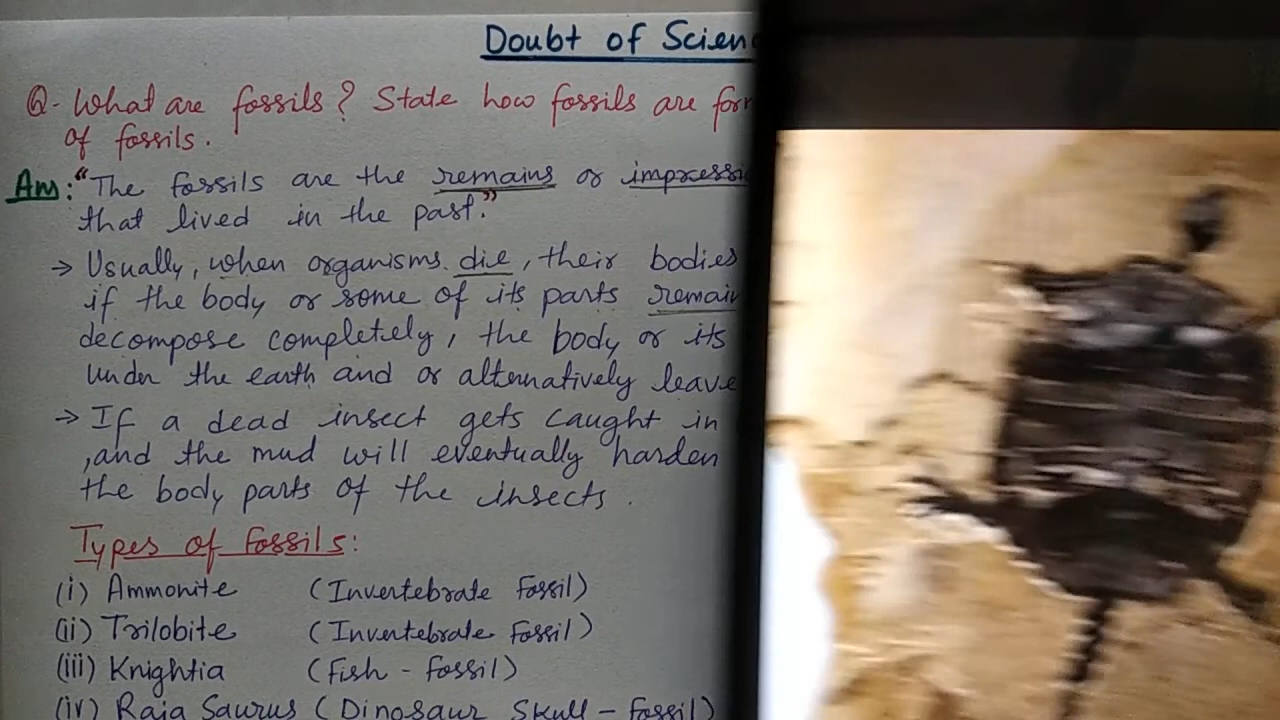 Doubt of Scien
Q- What are fossils? State how fossils are for
of fossils.
Ans: "The fossils are the remains or impressi
that lived in the past."
→ Usually, when organisms die, their bodies
if the body or some of its parts remain
decompose completely, the body or its
under the earth and or alternatively leave
→ If a dead insect gets caught in
,and the mud will eventually harden
the body parts of the insects.
Types of Fossils:
(i) Ammonite (Invertebrate Fossil)
(ii) Trilobite (Invertebrate Fossil)
(iii) Knightia (Fish - Fossil)
(iv) Raja Saurus (Dinosaur Skull - Fossil)